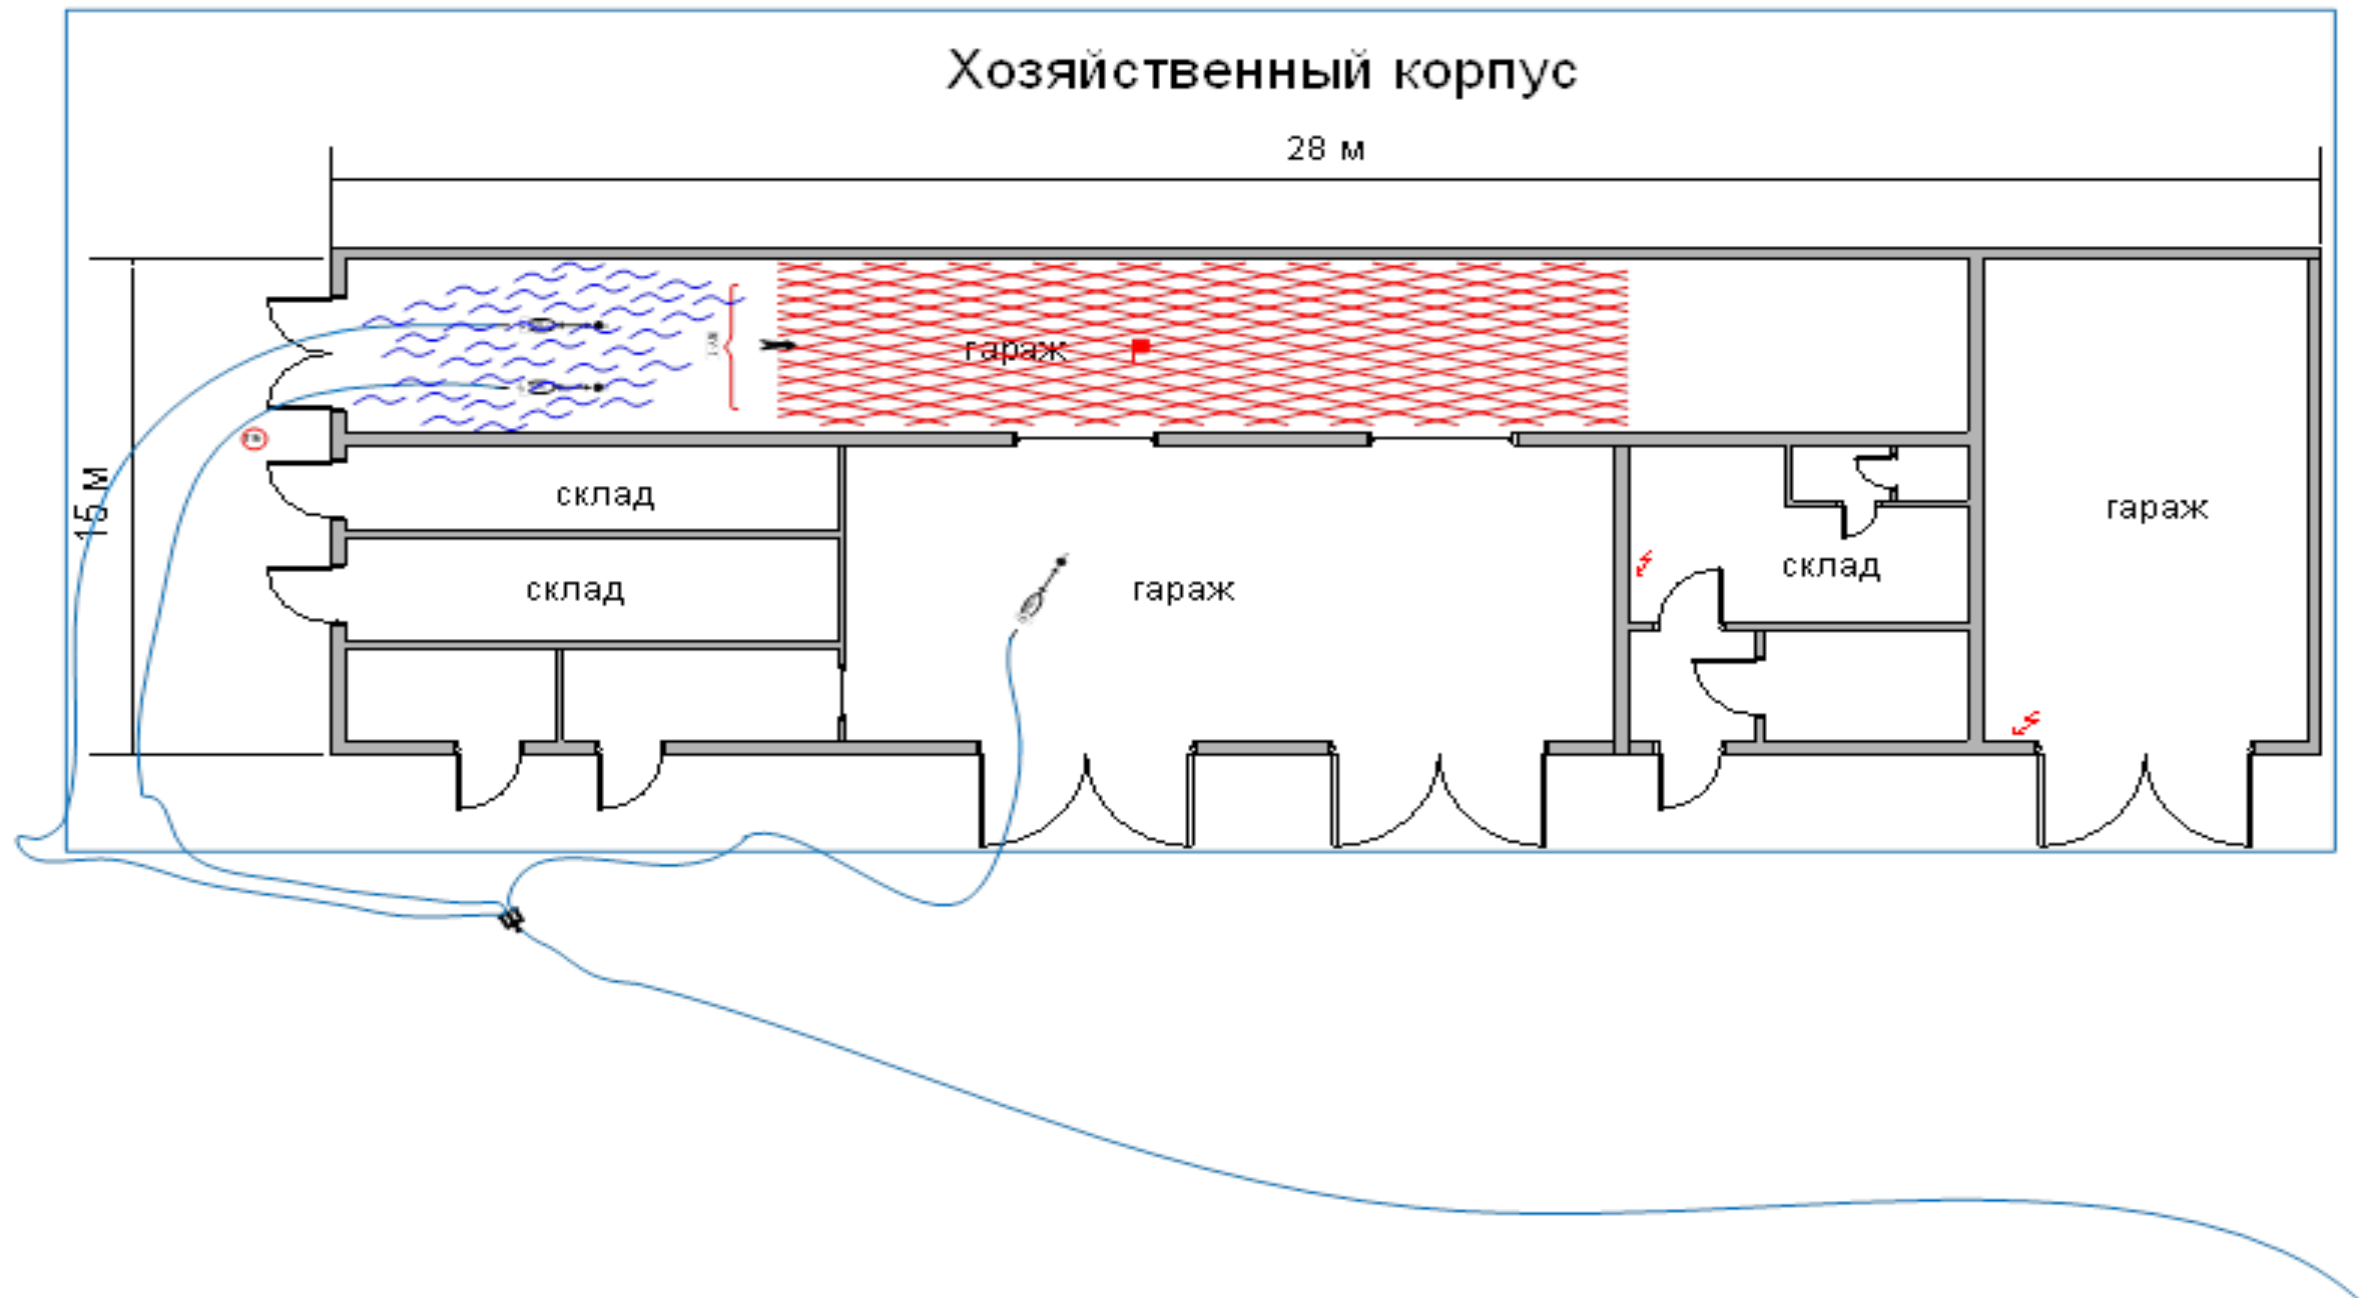 Хозяйственный корпус
28 м
гараж
15 м
склад
гараж
склад
склад
гараж